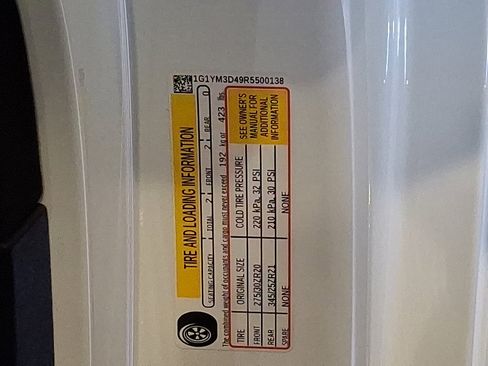 1G1YM3D49R5500138
TIRE AND LOADING INFORMATION
SEATING CAPACITY TOTAL 2 FRONT 2 REAR 0
The combined weight of occupants and cargo must never exceed 192 kg or 423 lbs.
TIRE ORIGINAL SIZE COLD TIRE PRESSURE
FRONT 275/30ZR20 220 kPa, 32 PSI
REAR 345/25ZR21 210 kPa, 30 PSI
SPARE NONE NONE
SEE OWNER'S
MANUAL FOR
ADDITIONAL
INFORMATION